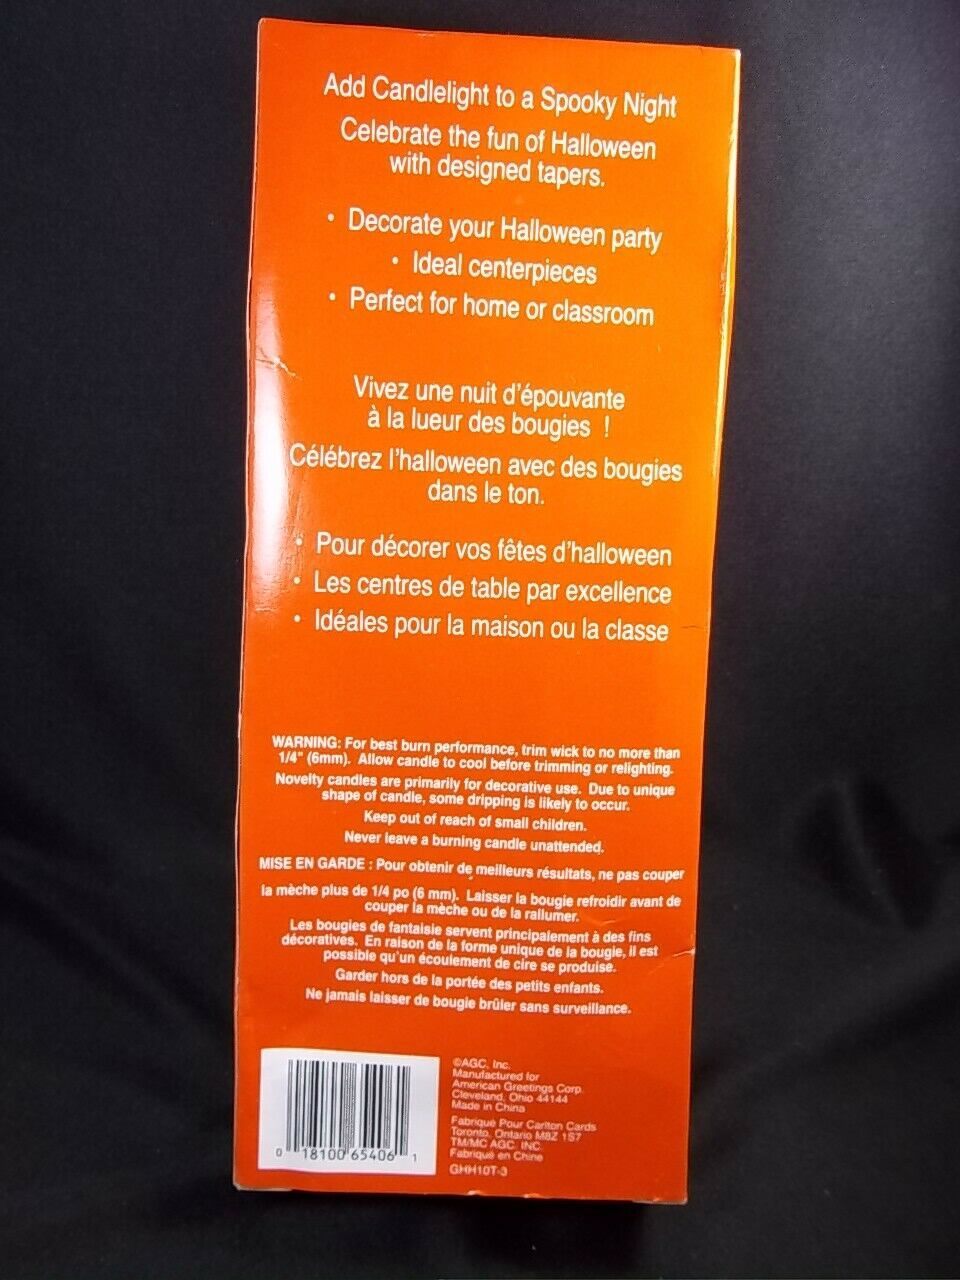 Add Candlelight to a Spooky Night
Celebrate the fun of Halloween
with designed tapers.
• Decorate your Halloween party
• Ideal centerpieces
• Perfect for home or classroom
Vivez une nuit d'épouvante
à la lueur des bougies !
Célébrez l'halloween avec des bougies
dans le ton.
• Pour décorer vos fêtes d'halloween
• Les centres de table par excellence
• Idéales pour la maison ou la classe
WARNING: For best burn performance, trim wick to no more than
1/4" (6mm). Allow candle to cool before trimming or relighting.
Novelty candles are primarily for decorative use. Due to unique
shape of candle, some dripping is likely to occur.
Keep out of reach of small children.
Never leave a burning candle unattended.
MISE EN GARDE : Pour obtenir de meilleurs résultats, ne pas couper
la mèche plus de 1/4 po (6 mm). Laisser la bougie refroidir avant de
couper la mèche ou de la rallumer.
Les bougies de fantaisie servent principalement à des fins
décoratives. En raison de la forme unique de la bougie, il est
possible qu'un écoulement de cire se produise.
Garder hors de la portée des petits enfants.
Ne jamais laisser de bougie brûler sans surveillance.
0 18100 65406 1
©AGC, Inc.
Manufactured for
American Greetings Corp.
Cleveland, Ohio 44144
Made in China
Fabriqué Pour Carlton Cards
Toronto, Ontario M8Z 1S7
TM/MC AGC, INC.
Fabriqué en Chine
GHH10T-3